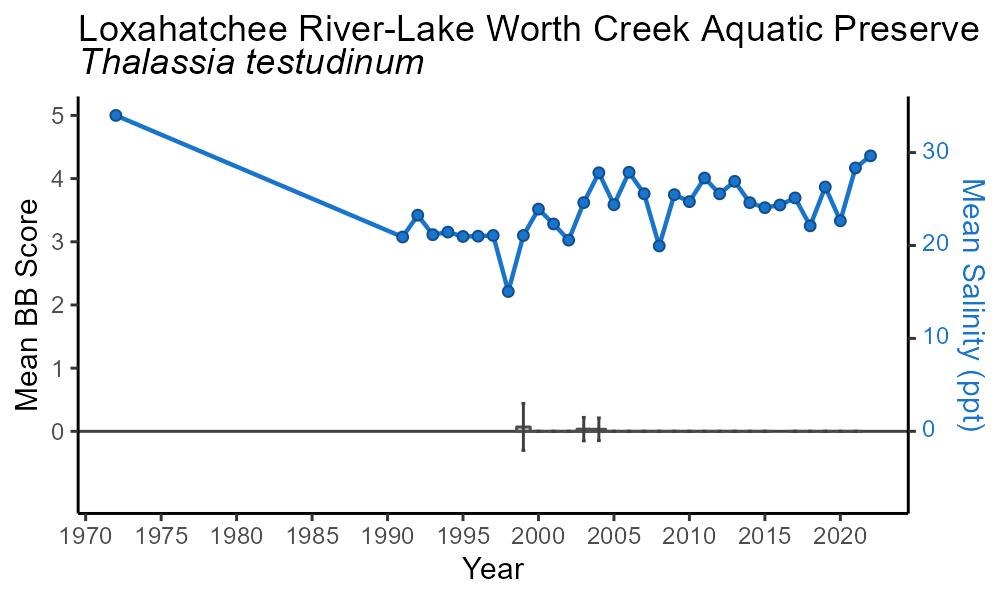 Loxahatchee River-Lake Worth Creek Aquatic Preserve
Thalassia testudinum
Mean BB Score
5
4
3
2
1
0
30
20
10
0
Mean Salinity (ppt)
1970 1975 1980 1985 1990 1995 2000 2005 2010 2015 2020
Year